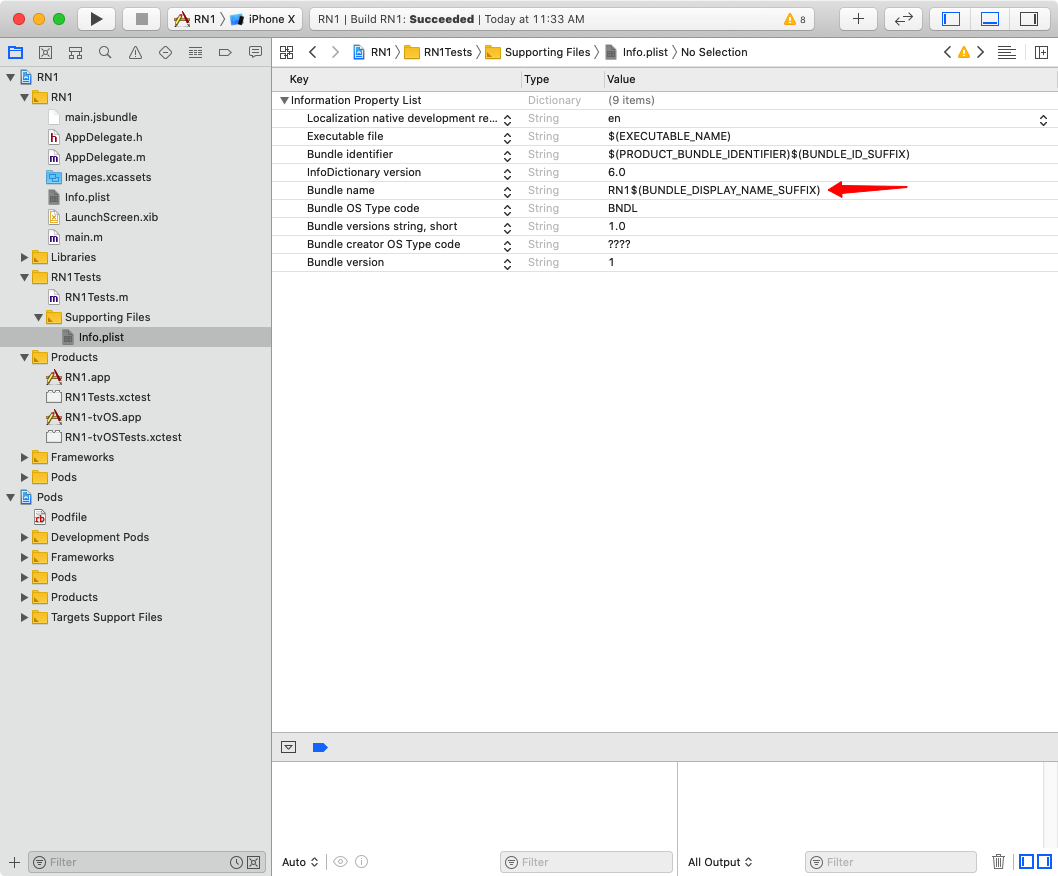 RN1 iPhone X RN1 | Build RN1: Succeeded | Today at 11:33 AM 8
RN1 RN1Tests Supporting Files Info.plist No Selection
Key Type Value
Information Property List Dictionary (9 items)
Localization native development re... String en
Executable file String $(EXECUTABLE_NAME)
Bundle identifier String $(PRODUCT_BUNDLE_IDENTIFIER)$(BUNDLE_ID_SUFFIX)
InfoDictionary version String 6.0
Bundle name String RN1$(BUNDLE_DISPLAY_NAME_SUFFIX)
Bundle OS Type code String BNDL
Bundle versions string, short String 1.0
Bundle creator OS Type code String ????
Bundle version String 1
RN1
RN1
main.jsbundle
h AppDelegate.h
m AppDelegate.m
Images.xcassets
Info.plist
LaunchScreen.xib
m main.m
Libraries
RN1Tests
m RN1Tests.m
Supporting Files
Info.plist
Products
RN1.app
RN1Tests.xctest
RN1-tvOS.app
RN1-tvOSTests.xctest
Frameworks
Pods
Pods
rb Podfile
Development Pods
Frameworks
Pods
Products
Targets Support Files
Filter
Auto Filter
All Output Filter